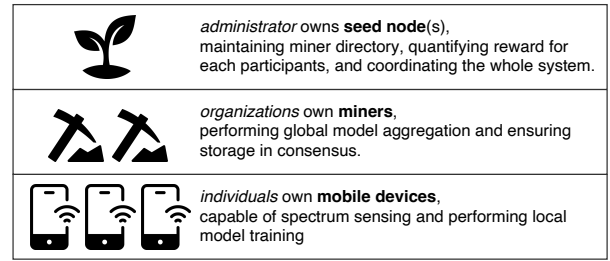 administrator owns seed node(s),
maintaining miner directory, quantifying reward for
each participants, and coordinating the whole system.
organizations own miners,
performing global model aggregation and ensuring
storage in consensus.
individuals own mobile devices,
capable of spectrum sensing and performing local
model training